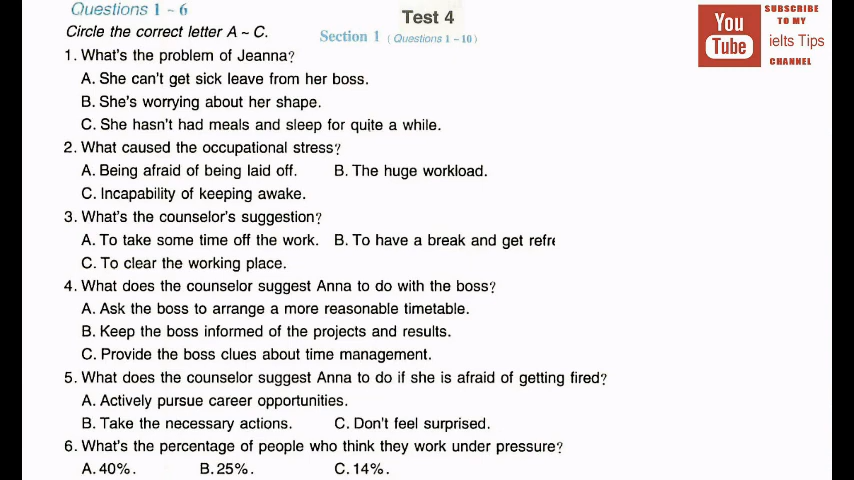 Questions 1 ~ 6
Test 4
Circle the correct letter A ~ C.
Section 1 ( Questions 1 ~ 10 )
1. What's the problem of Jeanna?
A. She can't get sick leave from her boss.
B. She's worrying about her shape.
C. She hasn't had meals and sleep for quite a while.
2. What caused the occupational stress?
A. Being afraid of being laid off. B. The huge workload.
C. Incapability of keeping awake.
3. What's the counselor's suggestion?
A. To take some time off the work. B. To have a break and get refre
C. To clear the working place.
4. What does the counselor suggest Anna to do with the boss?
A. Ask the boss to arrange a more reasonable timetable.
B. Keep the boss informed of the projects and results.
C. Provide the boss clues about time management.
5. What does the counselor suggest Anna to do if she is afraid of getting fired?
A. Actively pursue career opportunities.
B. Take the necessary actions. C. Don't feel surprised.
6. What's the percentage of people who think they work under pressure?
A. 40%. B. 25%. C. 14%.
You
Tube
SUBSCRIBE
TO MY
ielts Tips
CHANNEL